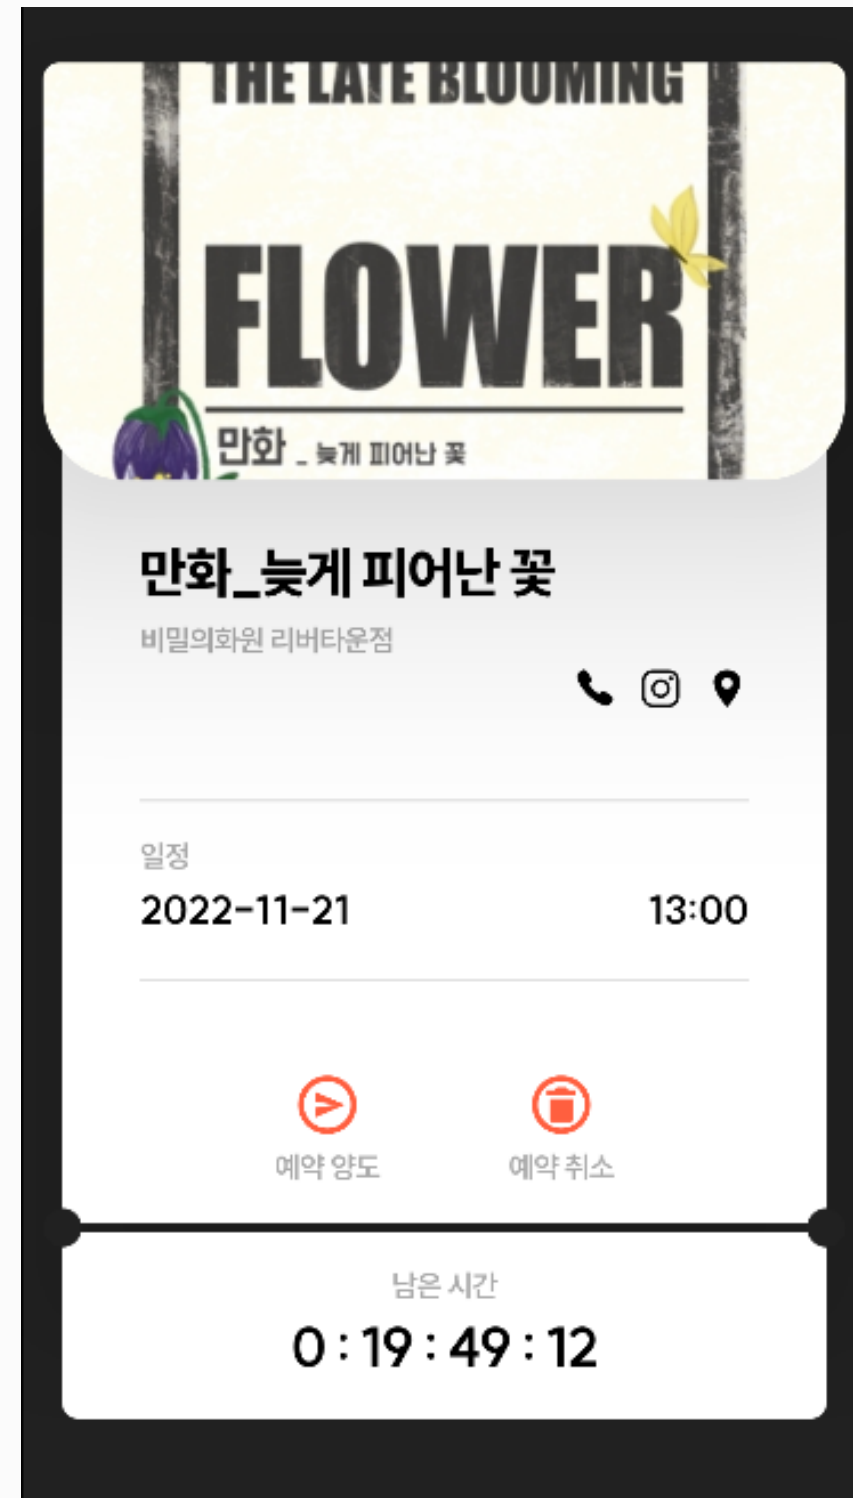 THE LATE BLOOMING
FLOWER
만화 _ 늦게 피어난 꽃
만화_늦게 피어난 꽃
비밀의화원 리버타운점
일정
2022-11-21 13:00
예약 양도 예약 취소
남은 시간
0 : 19 : 49 : 12